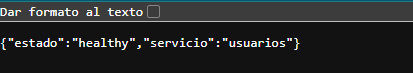 Dar formato al texto
{"estado":"healthy","servicio":"usuarios"}